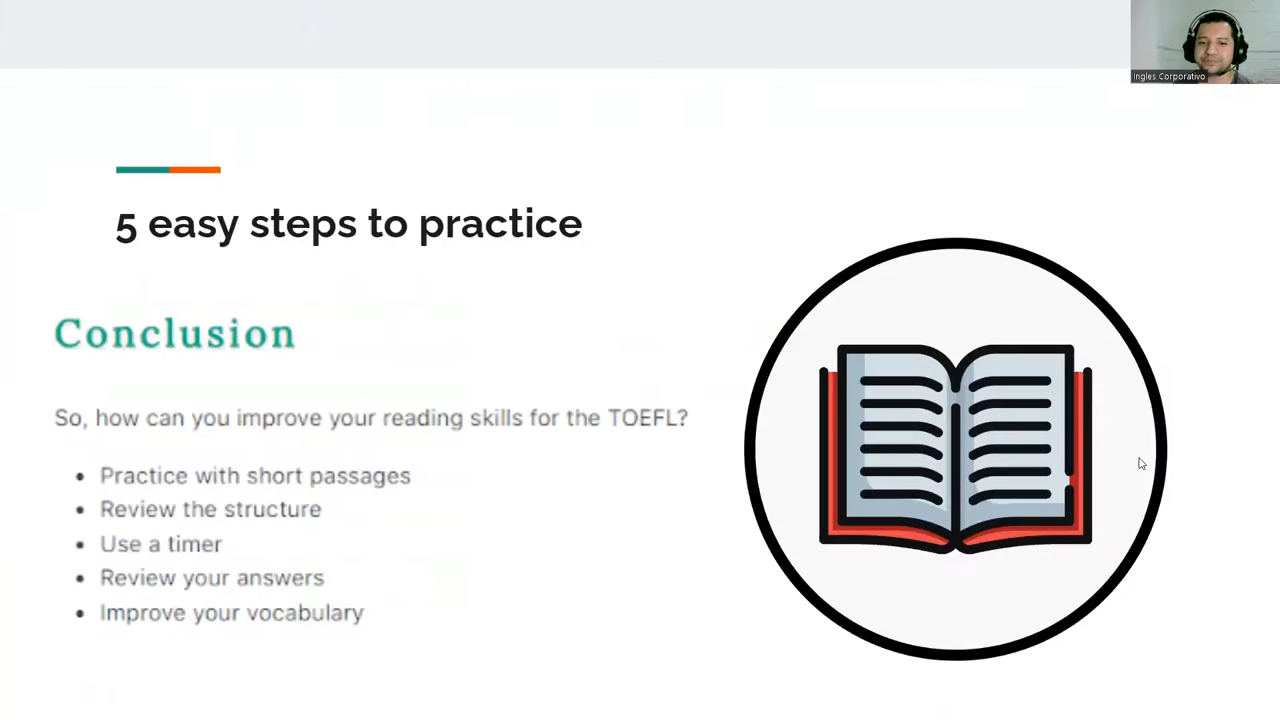 Ingles Corporativo
5 easy steps to practice
Conclusion
So, how can you improve your reading skills for the TOEFL?
• Practice with short passages
• Review the structure
• Use a timer
• Review your answers
• Improve your vocabulary